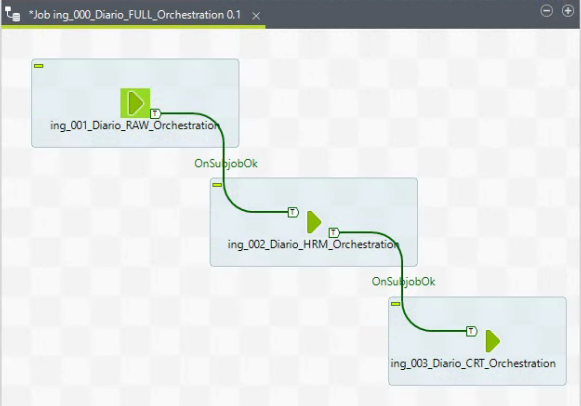 *Job ing_000_Diario_FULL_Orchestration 0.1
T
ing_001_Diario_RAW_Orchestration
OnSubjobOk
T
T
ing_002_Diario_HRM_Orchestration
OnSubjobOk
T
ing_003_Diario_CRT_Orchestration